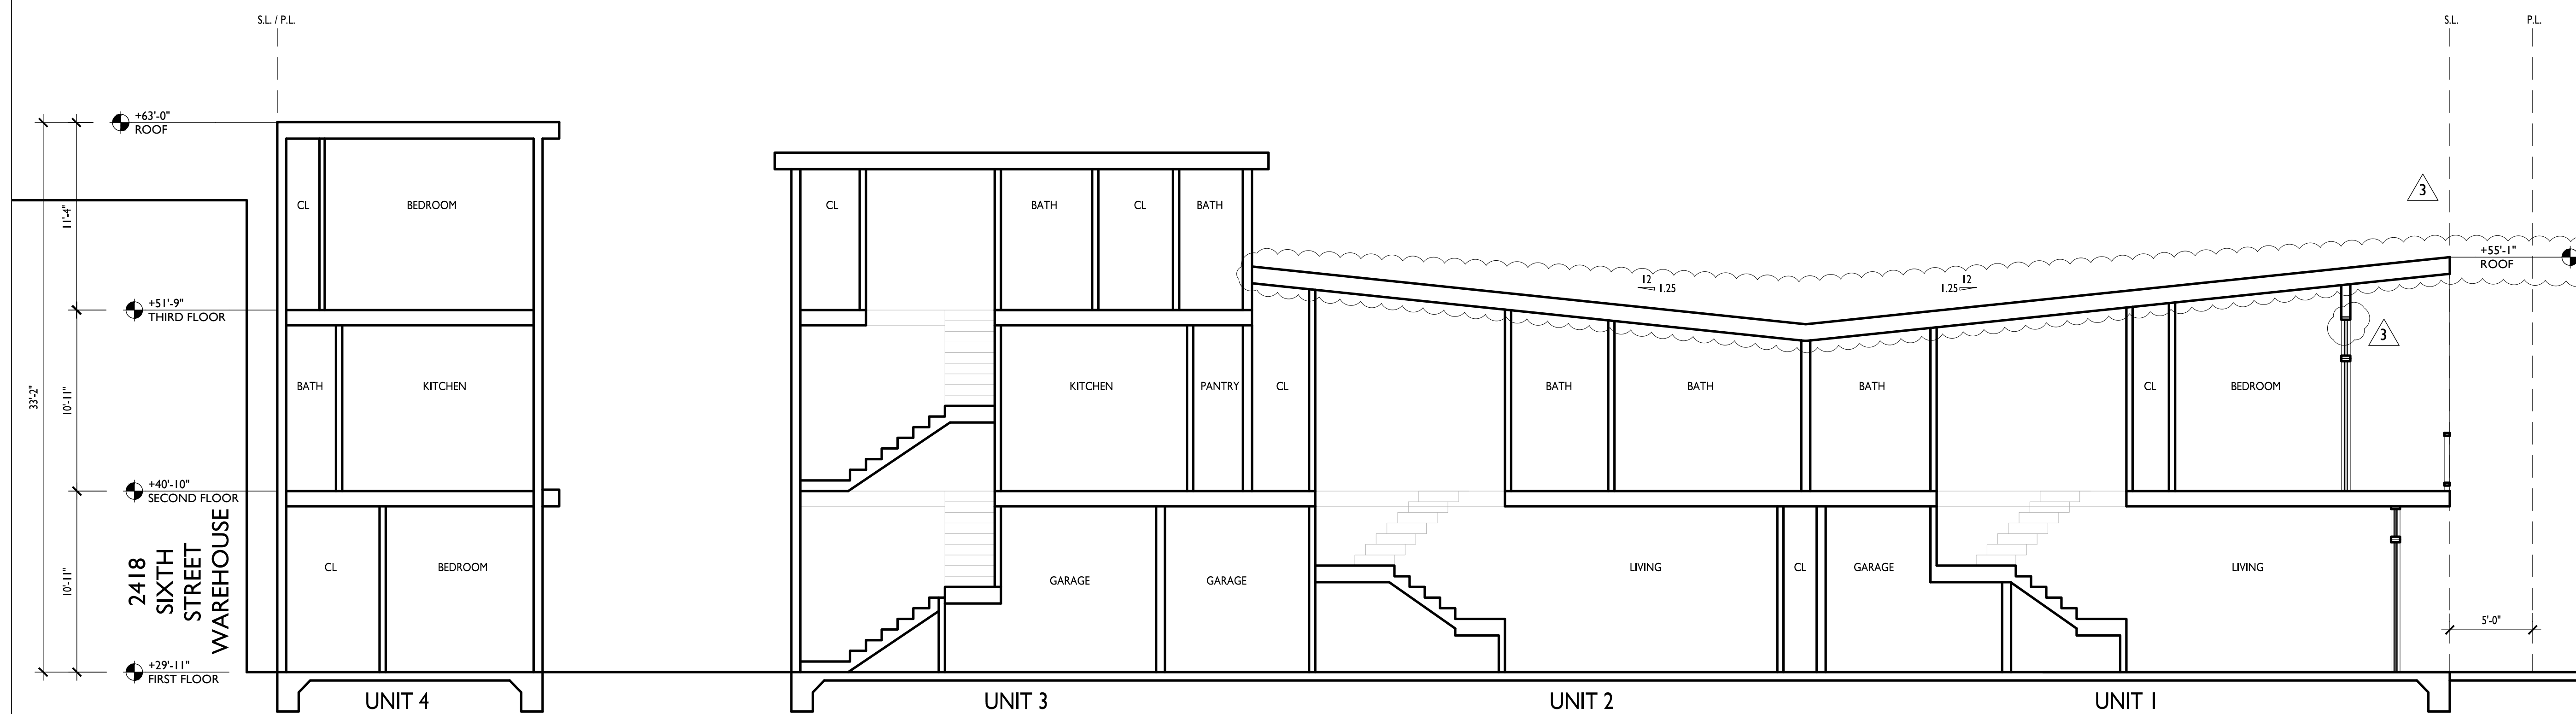 S.L. / P.L.
S.L.
P.L.
+63'-0"
ROOF
3
11'-4"
CL
BEDROOM
CL
BATH
CL
BATH
+55'-1"
ROOF
12
1.25
12
1.25
+51'-9"
THIRD FLOOR
3
33'-2"
10'-11"
BATH
KITCHEN
KITCHEN
PANTRY
CL
BATH
BATH
BATH
CL
BEDROOM
+40'-10"
SECOND FLOOR
2418
SIXTH
STREET
WAREHOUSE
10'-11"
CL
BEDROOM
GARAGE
GARAGE
LIVING
CL
GARAGE
LIVING
5'-0"
+29'-11"
FIRST FLOOR
UNIT 4
UNIT 3
UNIT 2
UNIT 1